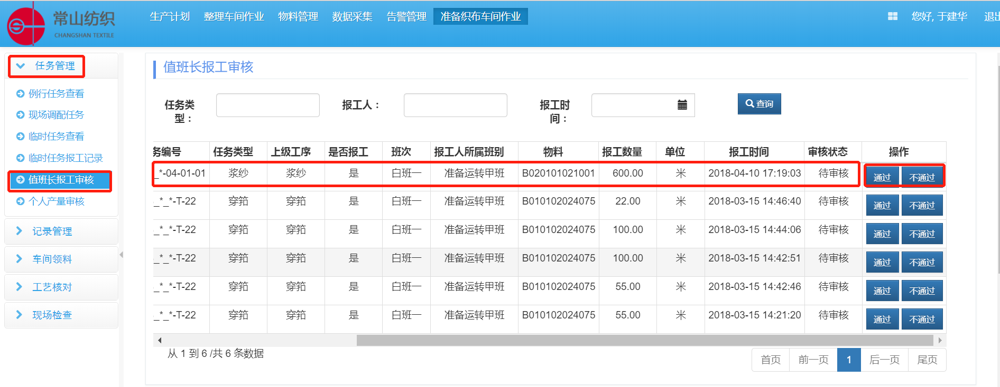 常山纺织
CHANGSHAN TEXTILE
生产计划 整理车间作业 物料管理 数据采集 告警管理 准备织布车间作业
您好, 于建华 退出
任务管理
例行任务查看
现场调配任务
临时任务查看
临时任务报工记录
值班长报工审核
个人产量审核
记录管理
车间领料
工艺核对
现场检查
值班长报工审核
任务类型： 报工人： 报工时间： 查询
务编号 任务类型 上级工序 是否报工 班次 报工人所属班别 物料 报工数量 单位 报工时间 审核状态 操作
_*-04-01-01 浆纱 浆纱 是 白班一 准备运转甲班 B020101021001 600.00 米 2018-04-10 17:19:03 待审核 通过 不通过
_*_*-T-22 穿筘 穿筘 是 白班一 准备运转甲班 B010102024075 22.00 米 2018-03-15 14:46:40 待审核 通过 不通过
_*_*-T-22 穿筘 穿筘 是 白班一 准备运转甲班 B010102024075 100.00 米 2018-03-15 14:44:06 待审核 通过 不通过
_*_*-T-22 穿筘 穿筘 是 白班一 准备运转甲班 B010102024075 100.00 米 2018-03-15 14:42:51 待审核 通过 不通过
_*_*-T-22 穿筘 穿筘 是 白班一 准备运转甲班 B010102024075 55.00 米 2018-03-15 14:42:46 待审核 通过 不通过
_*_*-T-22 穿筘 穿筘 是 白班一 准备运转甲班 B010102024075 55.00 米 2018-03-15 14:21:20 待审核 通过 不通过
从 1 到 6 /共 6 条数据
首页 前一页 1 后一页 尾页